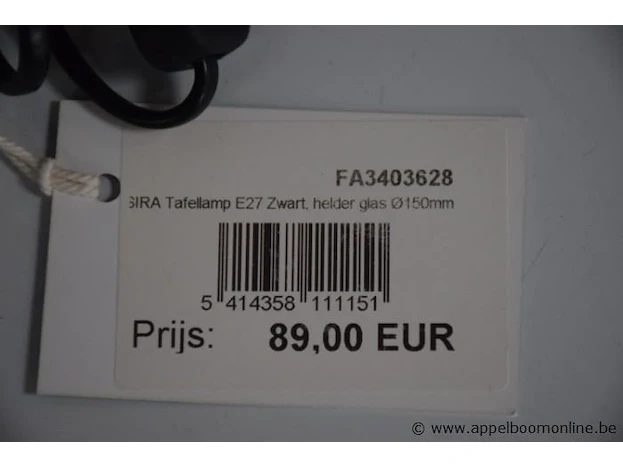 FA3403628
SIRA Tafellamp E27 Zwart, helder glas Ø150mm
5 414358 111151
Prijs: 89,00 EUR
© www.appelboomonline.be